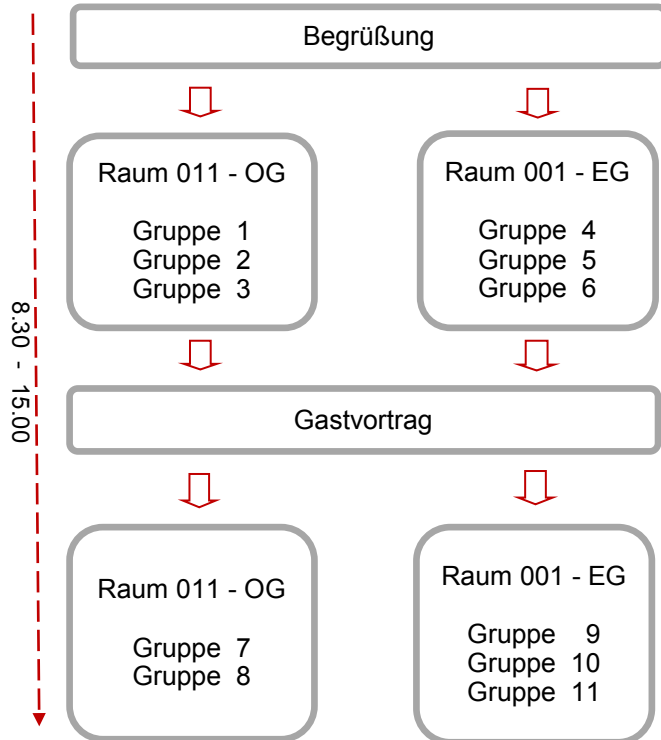 Begrüßung
Raum 011 - OG
Gruppe 1
Gruppe 2
Gruppe 3
Raum 001 - EG
Gruppe 4
Gruppe 5
Gruppe 6
8.30 - 15.00
Gastvortrag
Raum 011 - OG
Gruppe 7
Gruppe 8
Raum 001 - EG
Gruppe 9
Gruppe 10
Gruppe 11